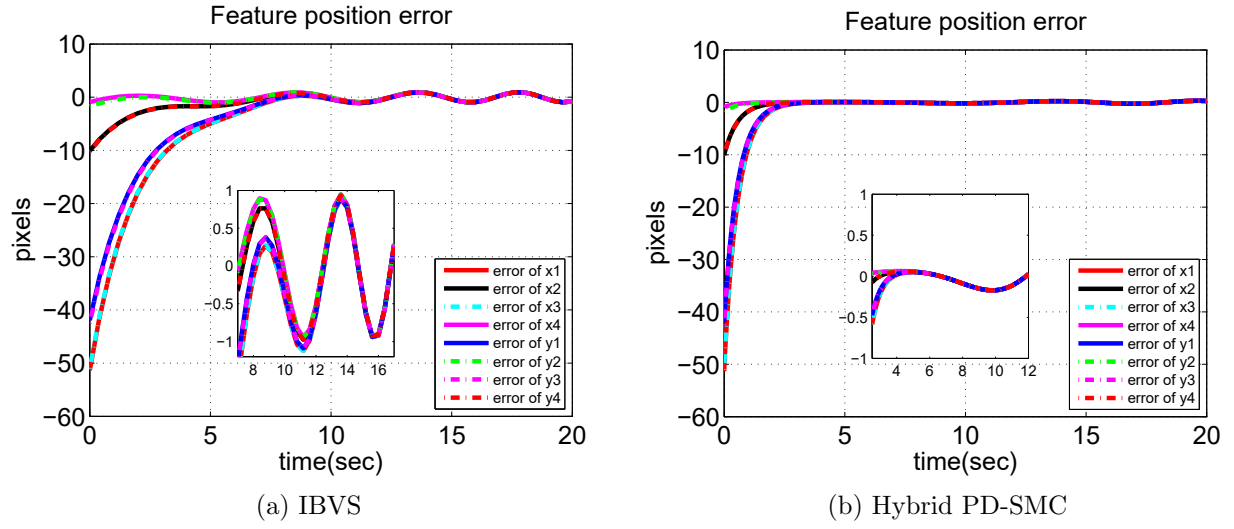 Feature position error
10
0
−10
−20
−30
−40
−50
−60
pixels
0
5
10
15
20
time(sec)
1
0.5
0
−0.5
−1
8
10
12
14
16
error of x1
error of x2
error of x3
error of x4
error of y1
error of y2
error of y3
error of y4
(a) IBVS
Feature position error
10
0
−10
−20
−30
−40
−50
−60
pixels
0
5
10
15
20
time(sec)
1
0.5
0
−0.5
−1
4
6
8
10
12
error of x1
error of x2
error of x3
error of x4
error of y1
error of y2
error of y3
error of y4
(b) Hybrid PD-SMC